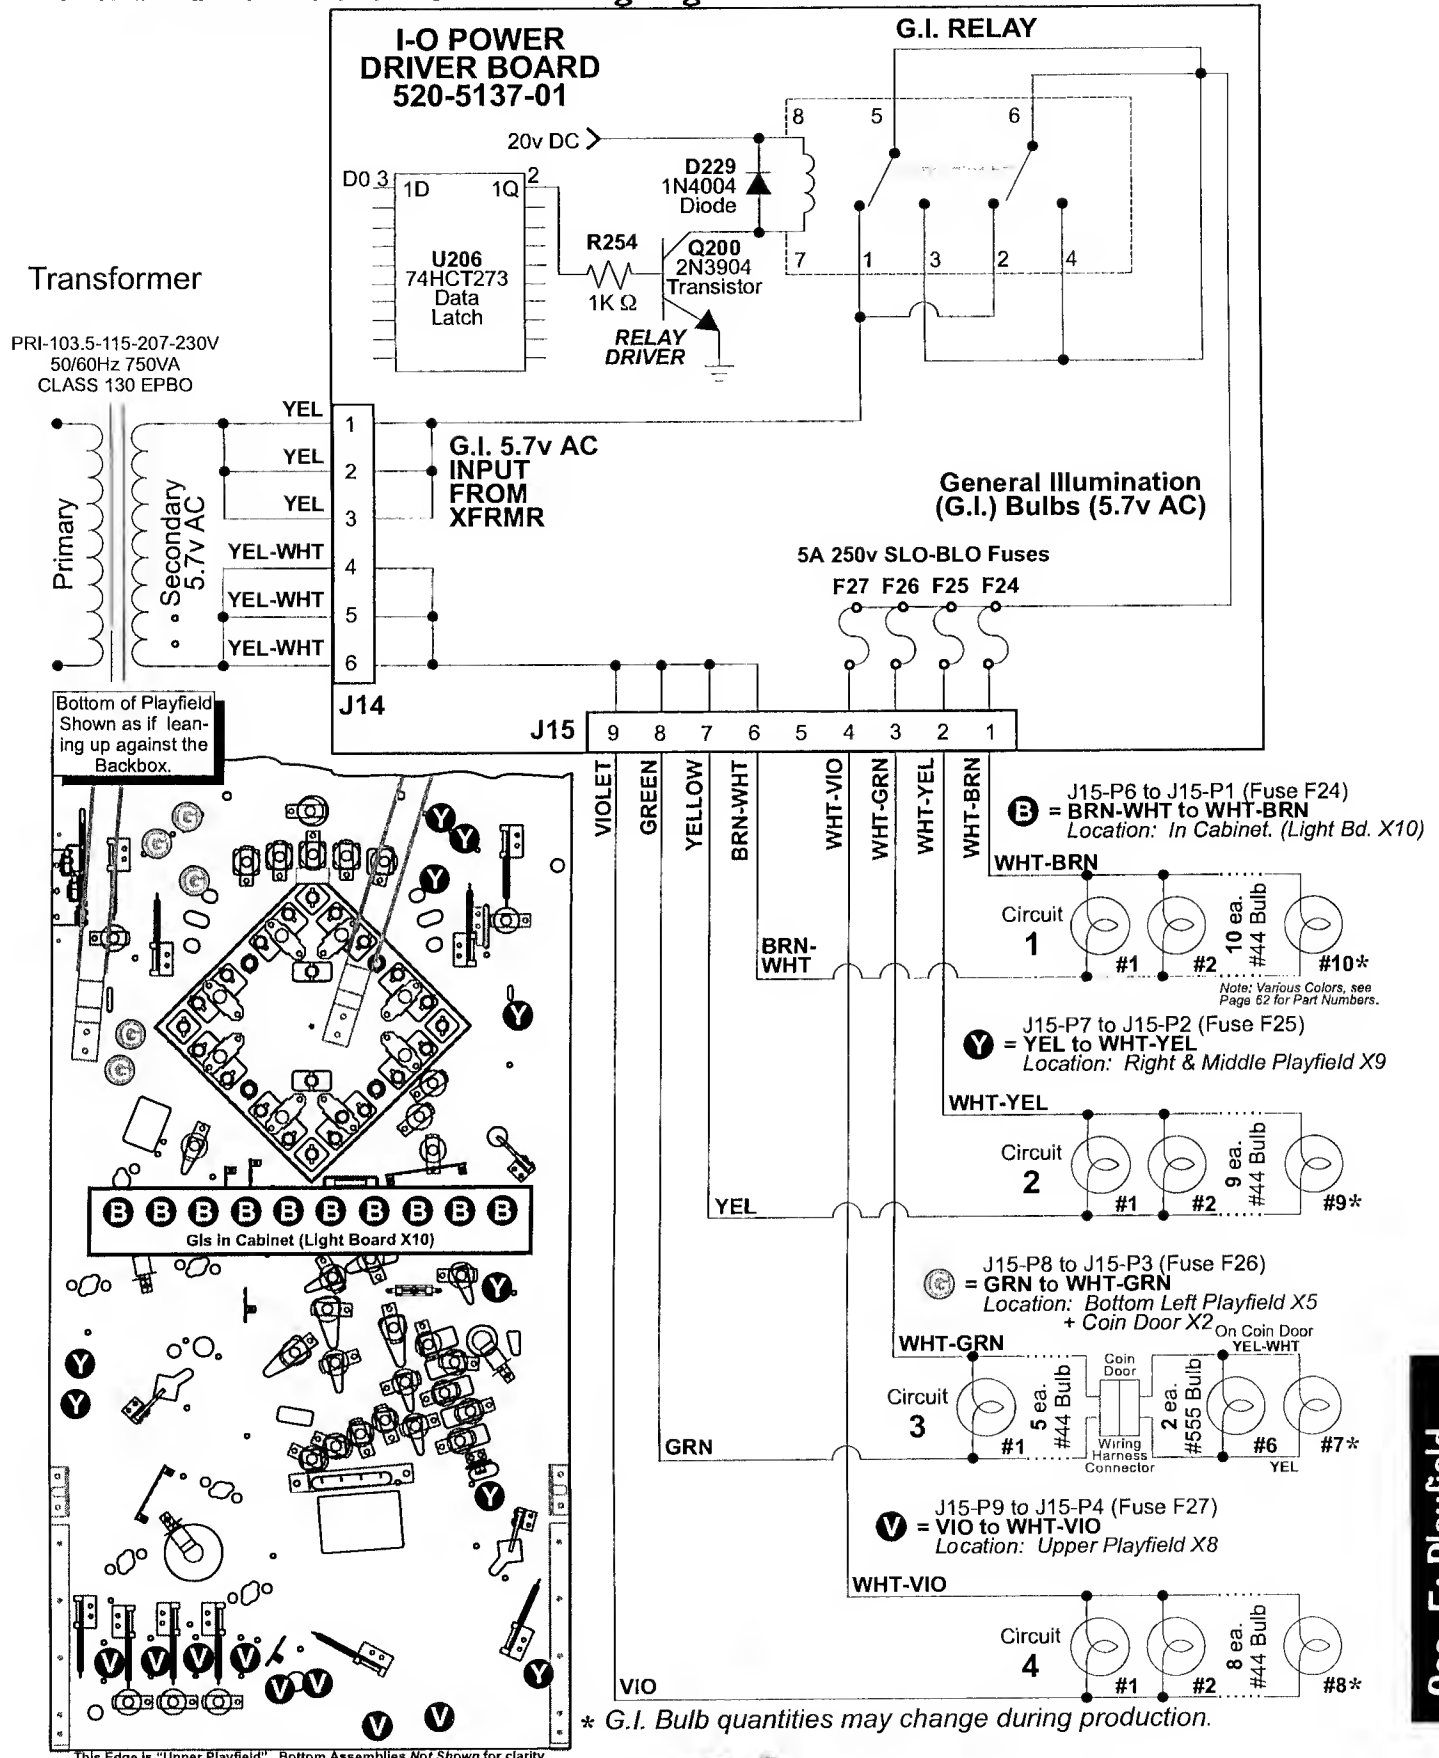 I-O POWER
DRIVER BOARD
520-5137-01
G.I. RELAY
20v DC
8
5
6
D229
1N4004
Diode
D0 3
1D
1Q
2
U206
74HCT273
Data
Latch
R254
1K Ω
Q200
2N3904
Transistor
RELAY
DRIVER
7
1
3
2
4
Transformer
PRI-103.5-115-207-230V
50/60Hz 750VA
CLASS 130 EPBO
Primary
Secondary
5.7v AC
YEL
YEL
YEL
YEL-WHT
YEL-WHT
YEL-WHT
1
2
3
4
5
6
J14
G.I. 5.7v AC
INPUT
FROM
XFRMR
General Illumination
(G.I.) Bulbs (5.7v AC)
5A 250v SLO-BLO Fuses
F27 F26 F25 F24
J15
9 8 7 6 5 4 3 2 1
VIOLET
GREEN
YELLOW
BRN-WHT
WHT-VIO
WHT-GRN
WHT-YEL
WHT-BRN
Bottom of Playfield
Shown as if lean-
ing up against the
Backbox.
J15-P6 to J15-P1 (Fuse F24)
B = BRN-WHT to WHT-BRN
Location: In Cabinet. (Light Bd. X10)
WHT-BRN
Circuit
1
#1
#2
10 ea.
#44 Bulb
#10*
BRN-
WHT
Note: Various Colors, see
Page 62 for Part Numbers.
J15-P7 to J15-P2 (Fuse F25)
Y = YEL to WHT-YEL
Location: Right & Middle Playfield X9
WHT-YEL
Circuit
2
#1
#2
9 ea.
#44 Bulb
#9*
YEL
J15-P8 to J15-P3 (Fuse F26)
G = GRN to WHT-GRN
Location: Bottom Left Playfield X5
+ Coin Door X2
On Coin Door
YEL-WHT
WHT-GRN
Circuit
3
#1
5 ea.
#44 Bulb
Coin
Door
Wiring
Harness
Connector
2 ea.
#555 Bulb
#6
#7*
YEL
GRN
J15-P9 to J15-P4 (Fuse F27)
V = VIO to WHT-VIO
Location: Upper Playfield X8
WHT-VIO
Circuit
4
#1
#2
8 ea.
#44 Bulb
#8*
VIO
* G.I. Bulb quantities may change during production.
G
G
G
Y
Y
Y
Y
G
G
B B B B B B B B B B
GIs in Cabinet (Light Board X10)
Y
Y
Y
Y
V V V V
V V
Y
V V
This Edge is "Upper Playfield". Bottom Assemblies Not Shown for clarity